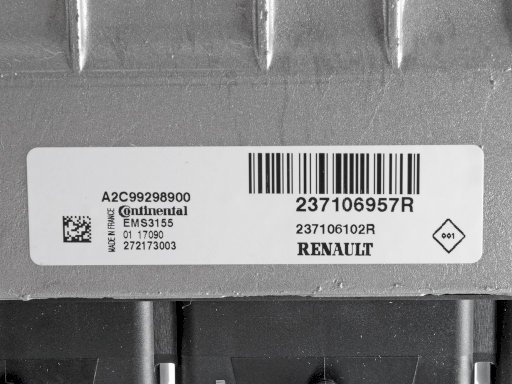 A2C99298900
Continental
MADE IN FRANCE
EMS3155
01 17090
272173003
237106957R
237106102R
RENAULT
001